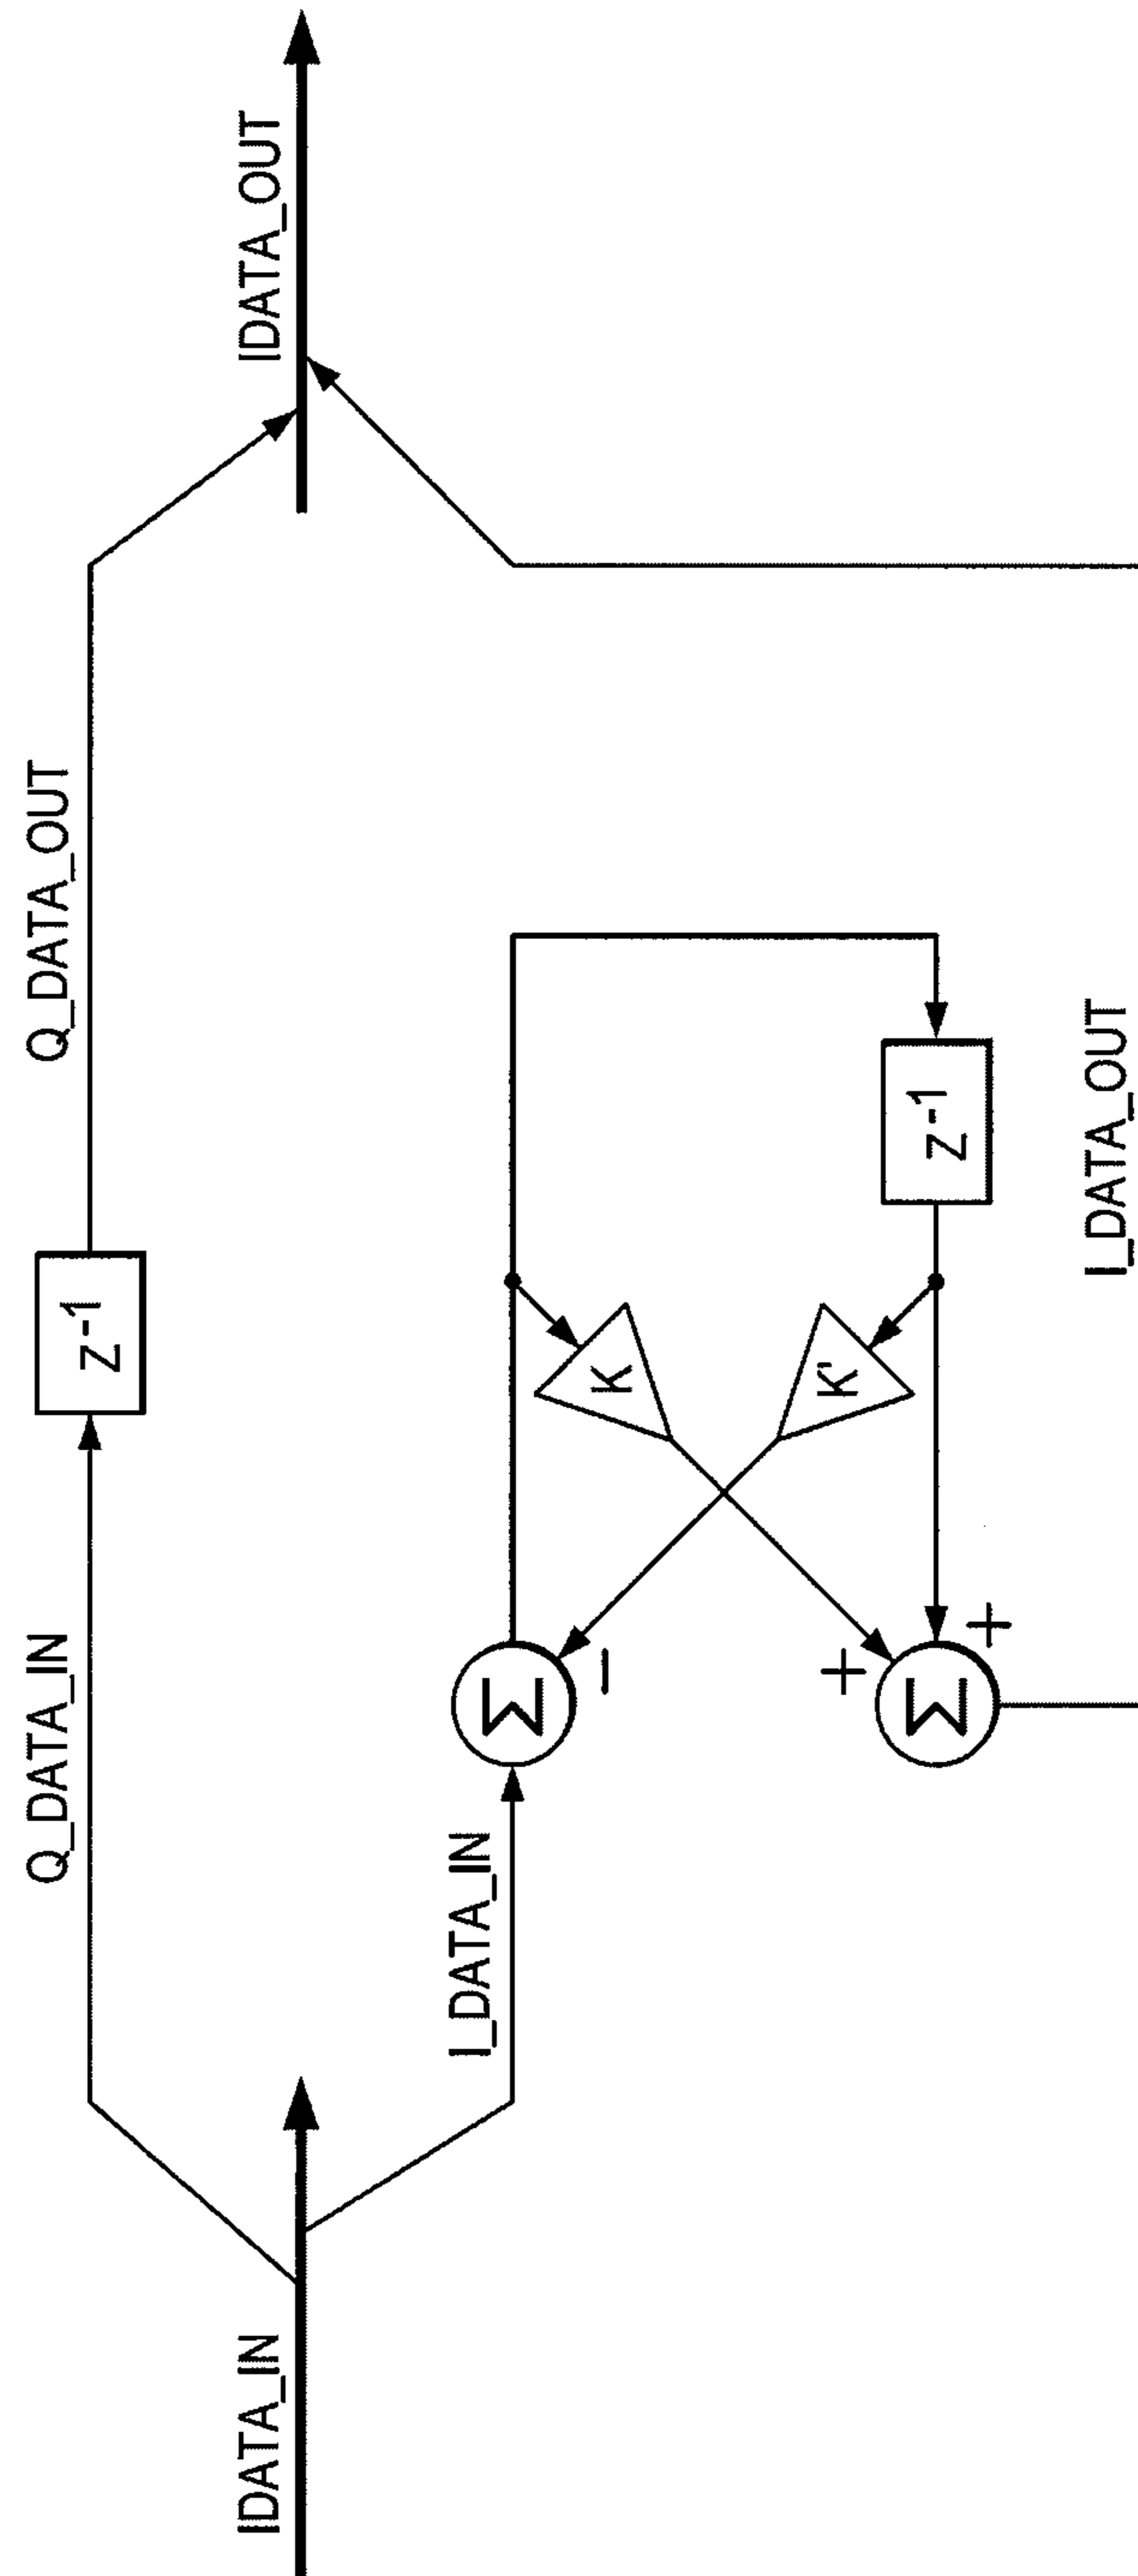 IDATA_IN
Q_DATA_IN
z-1
Q_DATA_OUT
IDATA_OUT
I_DATA_IN
Σ
−
K
K'
z-1
Σ
+
+
I_DATA_OUT